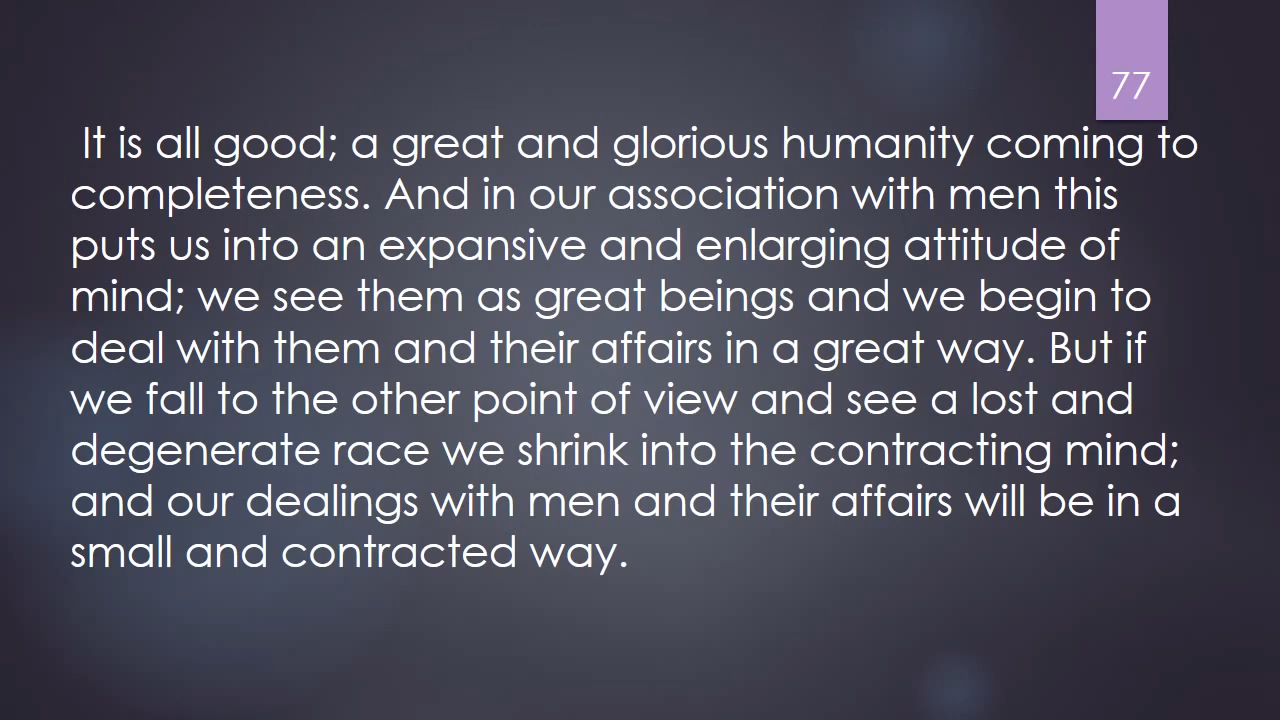 77
It is all good; a great and glorious humanity coming to
completeness. And in our association with men this
puts us into an expansive and enlarging attitude of
mind; we see them as great beings and we begin to
deal with them and their affairs in a great way. But if
we fall to the other point of view and see a lost and
degenerate race we shrink into the contracting mind;
and our dealings with men and their affairs will be in a
small and contracted way.